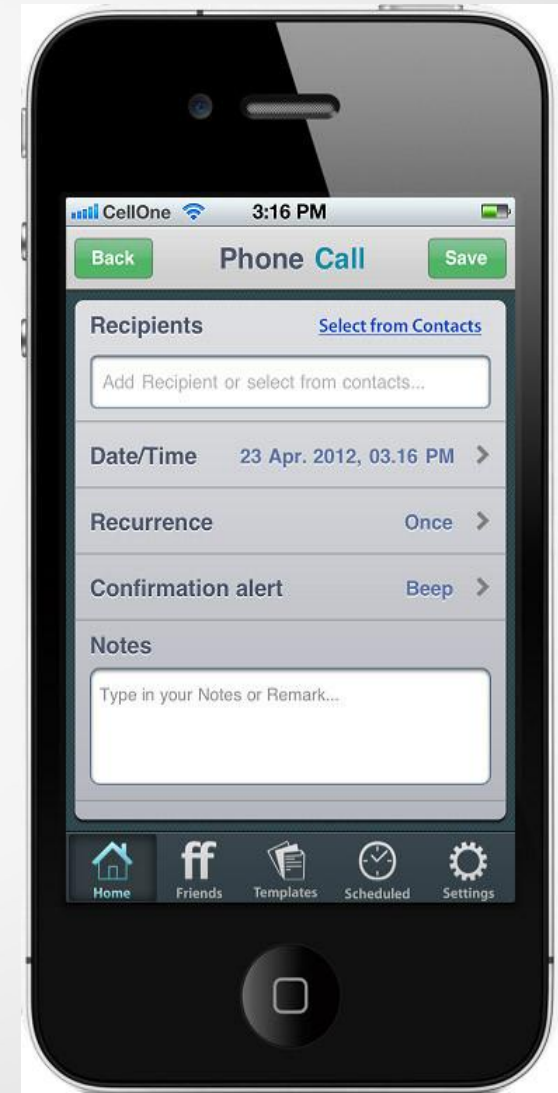 CellOne 3:16 PM
Back Phone Call Save
Recipients Select from Contacts
Add Recipient or select from contacts...
Date/Time 23 Apr. 2012, 03.16 PM >
Recurrence Once >
Confirmation alert Beep >
Notes
Type in your Notes or Remark...
ff
Home Friends Templates Scheduled Settings